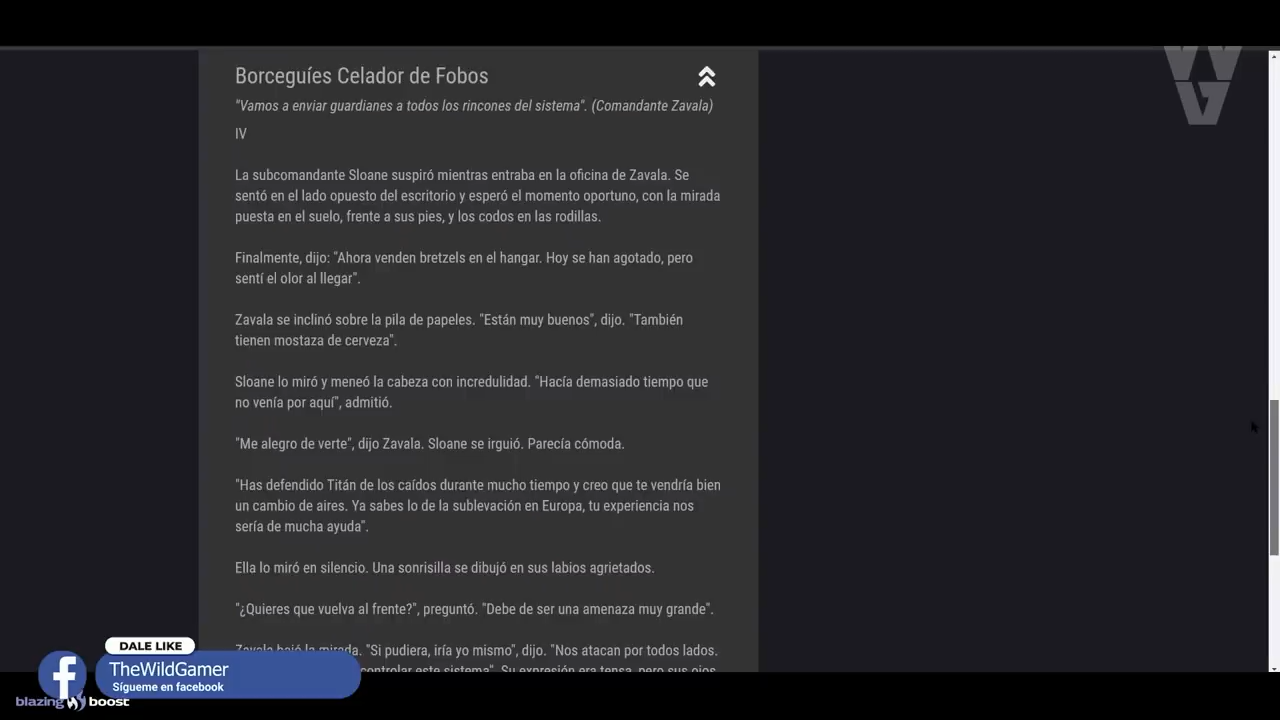 Borceguíes Celador de Fobos
"Vamos a enviar guardianes a todos los rincones del sistema". (Comandante Zavala)
IV
La subcomandante Sloane suspiró mientras entraba en la oficina de Zavala. Se
sentó en el lado opuesto del escritorio y esperó el momento oportuno, con la mirada
puesta en el suelo, frente a sus pies, y los codos en las rodillas.
Finalmente, dijo: "Ahora venden bretzels en el hangar. Hoy se han agotado, pero
sentí el olor al llegar".
Zavala se inclinó sobre la pila de papeles. "Están muy buenos", dijo. "También
tienen mostaza de cerveza".
Sloane lo miró y meneó la cabeza con incredulidad. "Hacía demasiado tiempo que
no venía por aquí", admitió.
"Me alegro de verte", dijo Zavala. Sloane se irguió. Parecía cómoda.
"Has defendido Titán de los caídos durante mucho tiempo y creo que te vendría bien
un cambio de aires. Ya sabes lo de la sublevación en Europa, tu experiencia nos
sería de mucha ayuda".
Ella lo miró en silencio. Una sonrisilla se dibujó en sus labios agrietados.
"¿Quieres que vuelva al frente?", preguntó. "Debe de ser una amenaza muy grande".
Zavala bajó la mirada. "Si pudiera, iría yo mismo", dijo. "Nos atacan por todos lados.
controlar este sistema". Su expresión era tensa, pero sus ojos
DALE LIKE
TheWildGamer
Sígueme en facebook
blazing boost
WG